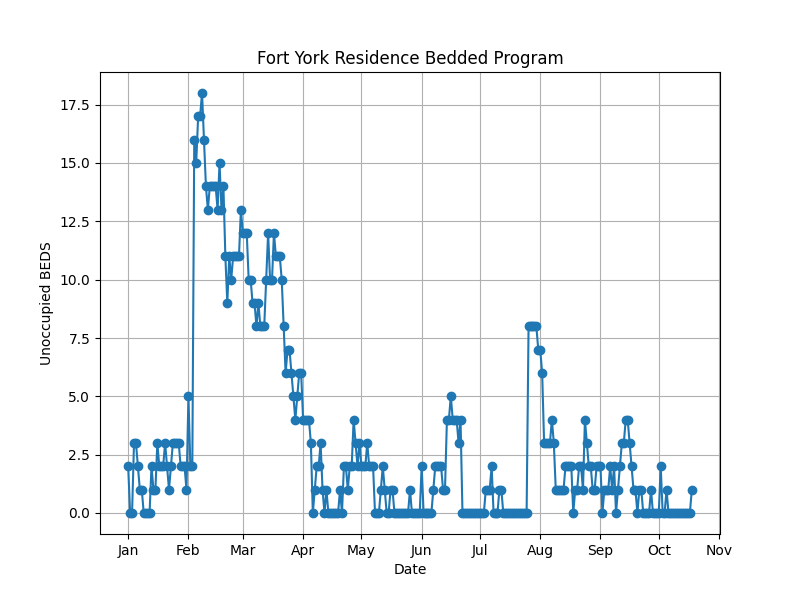 Fort York Residence Bedded Program
17.5
15.0
12.5
10.0
7.5
5.0
2.5
0.0
Unoccupied BEDS
Jan Feb Mar Apr May Jun Jul Aug Sep Oct Nov
Date